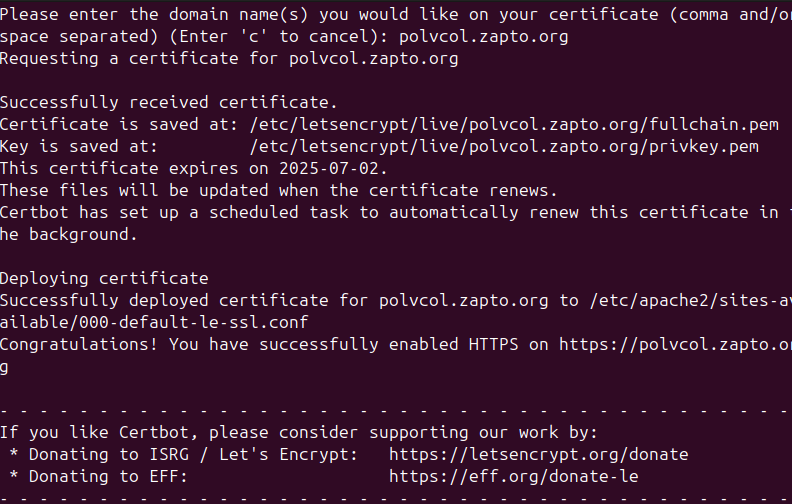 Please enter the domain name(s) you would like on your certificate (comma and/or
space separated) (Enter 'c' to cancel): polvcol.zapto.org
Requesting a certificate for polvcol.zapto.org
Successfully received certificate.
Certificate is saved at: /etc/letsencrypt/live/polvcol.zapto.org/fullchain.pem
Key is saved at:         /etc/letsencrypt/live/polvcol.zapto.org/privkey.pem
This certificate expires on 2025-07-02.
These files will be updated when the certificate renews.
Certbot has set up a scheduled task to automatically renew this certificate in t
he background.
Deploying certificate
Successfully deployed certificate for polvcol.zapto.org to /etc/apache2/sites-av
ailable/000-default-le-ssl.conf
Congratulations! You have successfully enabled HTTPS on https://polvcol.zapto.or
g
- - - - - - - - - - - - - - - - - - - - - - - - - - - - - - - - - - - - - - - -
If you like Certbot, please consider supporting our work by:
 * Donating to ISRG / Let's Encrypt:   https://letsencrypt.org/donate
 * Donating to EFF:                    https://eff.org/donate-le
- - - - - - - - - - - - - - - - - - - - - - - - - - - - - - - - - - - - - - - -